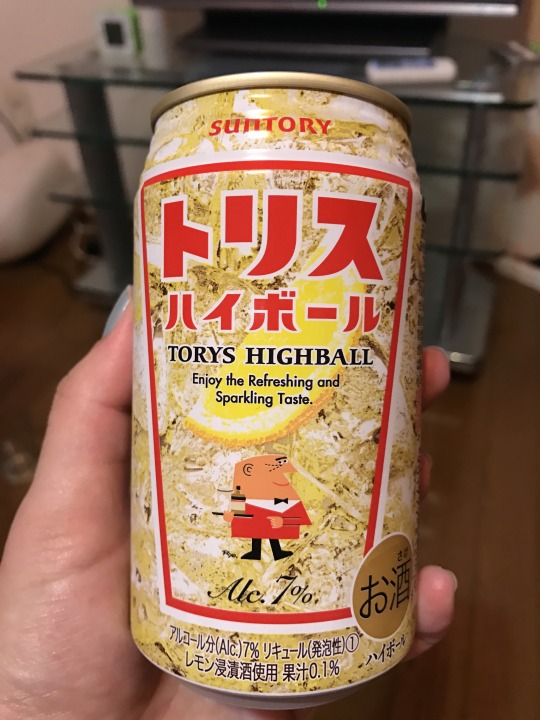 SUNTORY
トリス
ハイボール
TORYS HIGHBALL
Enjoy the Refreshing and
Sparkling Taste.
Alc. 7%
さけ
お酒
ハイボール
アルコール分(Alc.)7% リキュール(発泡性)①
レモン浸漬酒使用 果汁0.1%